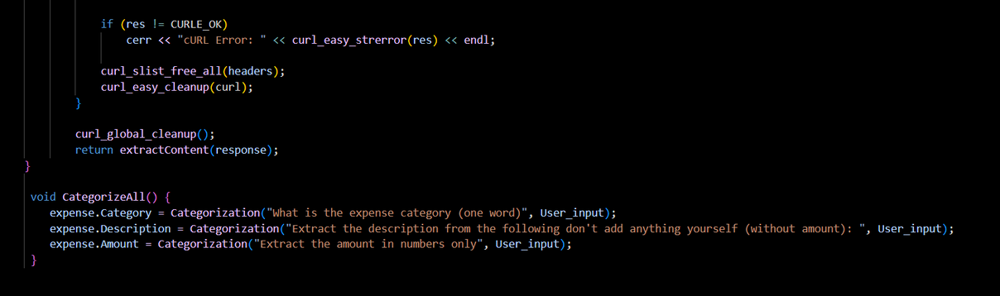 if (res != CURLE_OK)
cerr << "cURL Error: " << curl_easy_strerror(res) << endl;
curl_slist_free_all(headers);
curl_easy_cleanup(curl);
}
curl_global_cleanup();
return extractContent(response);
}
void CategorizeAll() {
expense.Category = Categorization("What is the expense category (one word)", User_input);
expense.Description = Categorization("Extract the description from the following don't add anything yourself (without amount): ", User_input);
expense.Amount = Categorization("Extract the amount in numbers only", User_input);
}